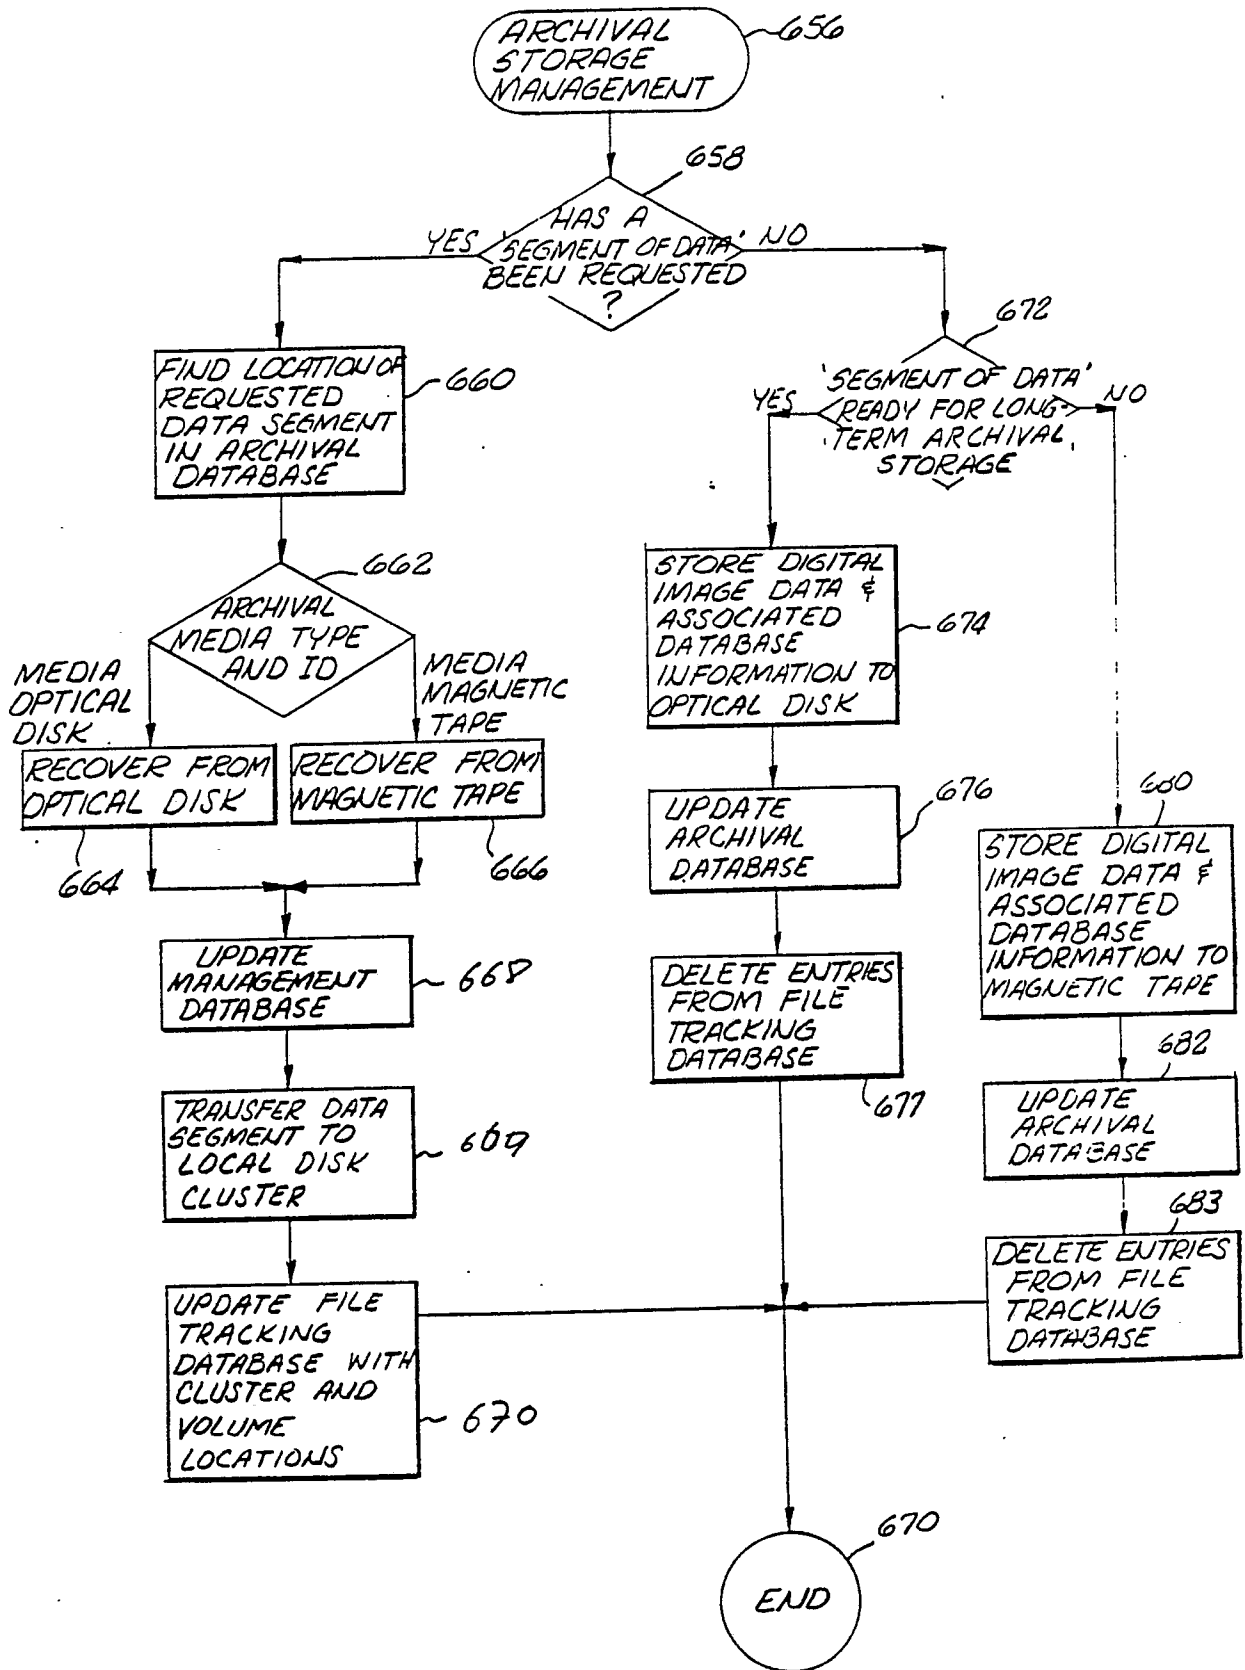 ARCHIVAL
STORAGE
MANAGEMENT
656
658
HAS A
'SEGMENT OF DATA'
BEEN REQUESTED
?
YES
NO
FIND LOCATION OF
REQUESTED
DATA SEGMENT
IN ARCHIVAL
DATABASE
660
662
ARCHIVAL
MEDIA TYPE
AND ID
MEDIA
OPTICAL
DISK
MEDIA
MAGNETIC
TAPE
RECOVER FROM
OPTICAL DISK
664
RECOVER FROM
MAGNETIC TAPE
666
UPDATE
MANAGEMENT
DATABASE
668
TRANSFER DATA
SEGMENT TO
LOCAL DISK
CLUSTER
669
UPDATE FILE
TRACKING
DATABASE WITH
CLUSTER AND
VOLUME
LOCATIONS
670
672
'SEGMENT OF DATA'
READY FOR LONG-
TERM ARCHIVAL
STORAGE
YES
NO
STORE DIGITAL
IMAGE DATA &
ASSOCIATED
DATABASE
INFORMATION TO
OPTICAL DISK
674
UPDATE
ARCHIVAL
DATABASE
676
DELETE ENTRIES
FROM FILE
TRACKING
DATABASE
677
680
STORE DIGITAL
IMAGE DATA &
ASSOCIATED
DATABASE
INFORMATION TO
MAGNETIC TAPE
682
UPDATE
ARCHIVAL
DATABASE
683
DELETE ENTRIES
FROM FILE
TRACKING
DATABASE
670
END